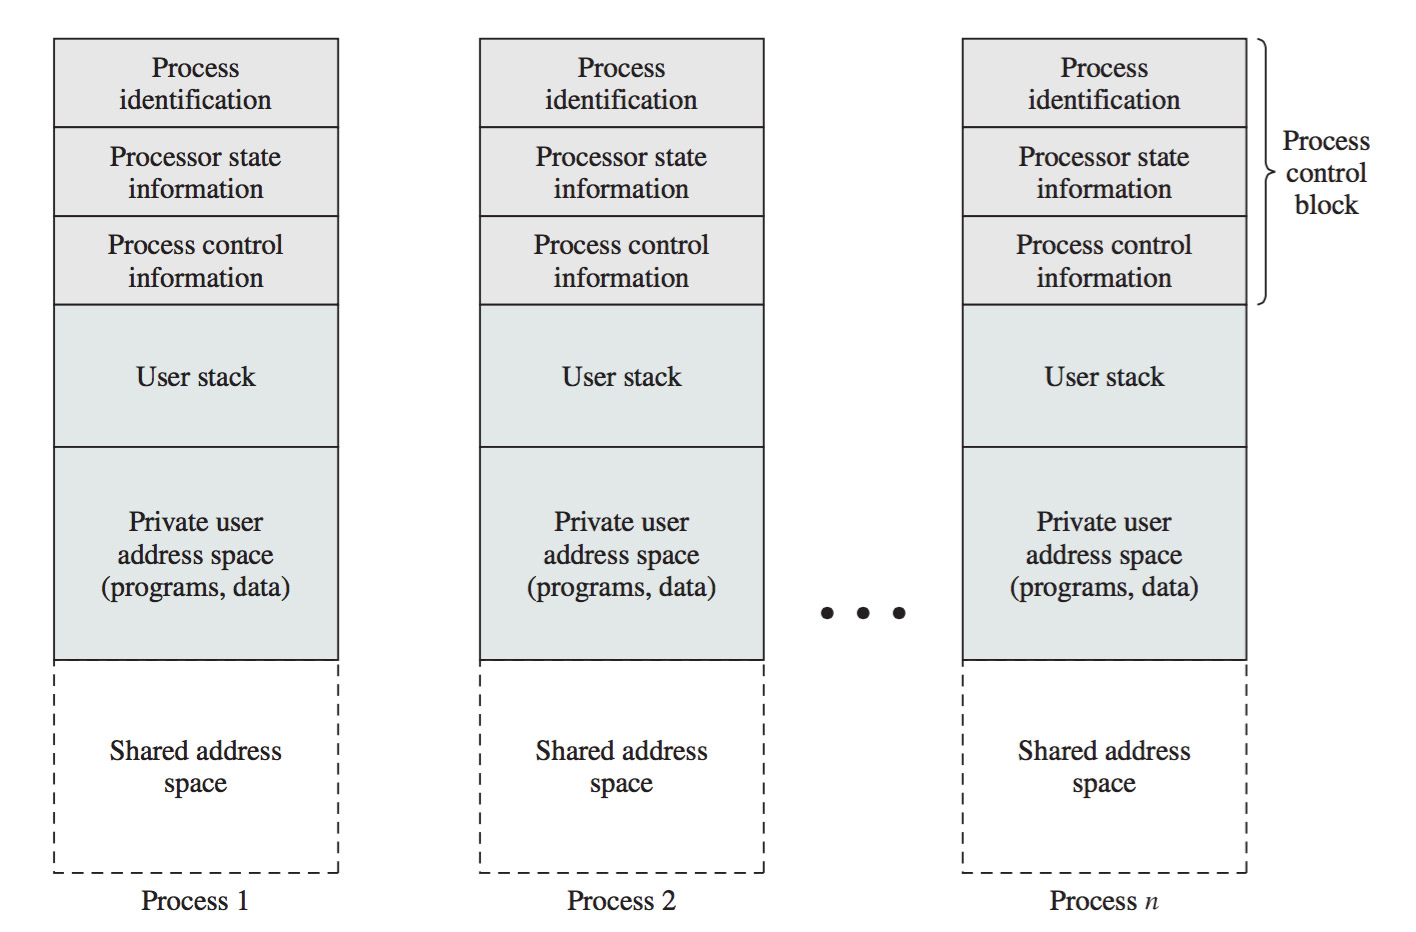 Process
identification
Processor state
information
Process control
information
User stack
Private user
address space
(programs, data)
Shared address
space
Process 1
Process
identification
Processor state
information
Process control
information
User stack
Private user
address space
(programs, data)
Shared address
space
Process 2
• • •
Process
identification
Processor state
information
Process control
information
User stack
Private user
address space
(programs, data)
Shared address
space
Process n
Process
control
block